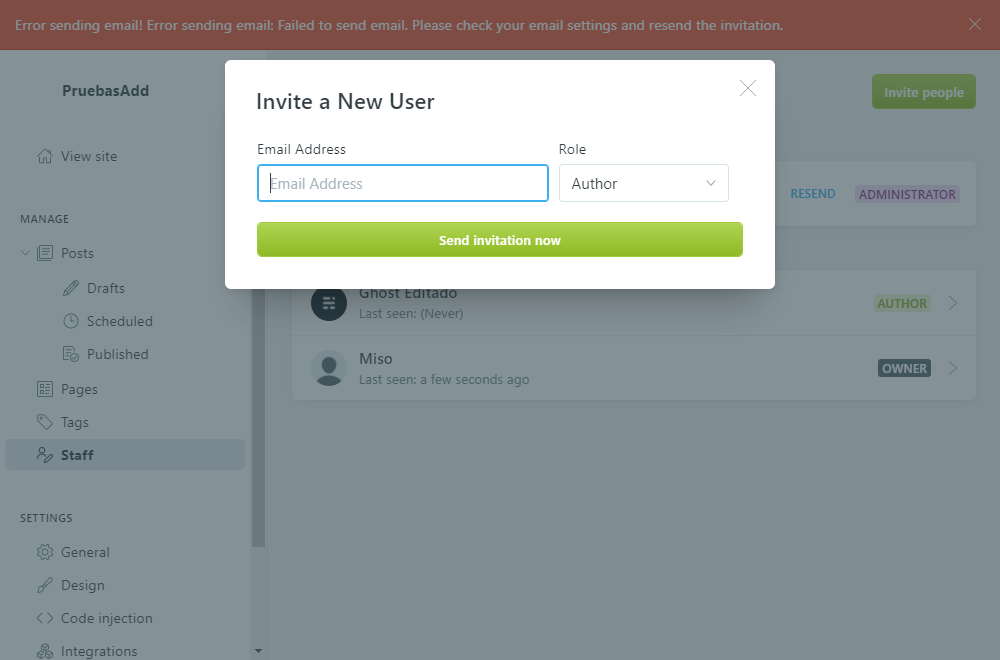 Error sending email! Error sending email: Failed to send email. Please check your email settings and resend the invitation.
PruebasAdd
Invite people
Invite a New User
Email Address
Role
Email Address
Author
Send invitation now
View site
RESEND
ADMINISTRATOR
MANAGE
Posts
Drafts
Scheduled
Published
Pages
Tags
Staff
Ghost Editado
Last seen: (Never)
AUTHOR
Miso
Last seen: a few seconds ago
OWNER
SETTINGS
General
Design
Code injection
Integrations